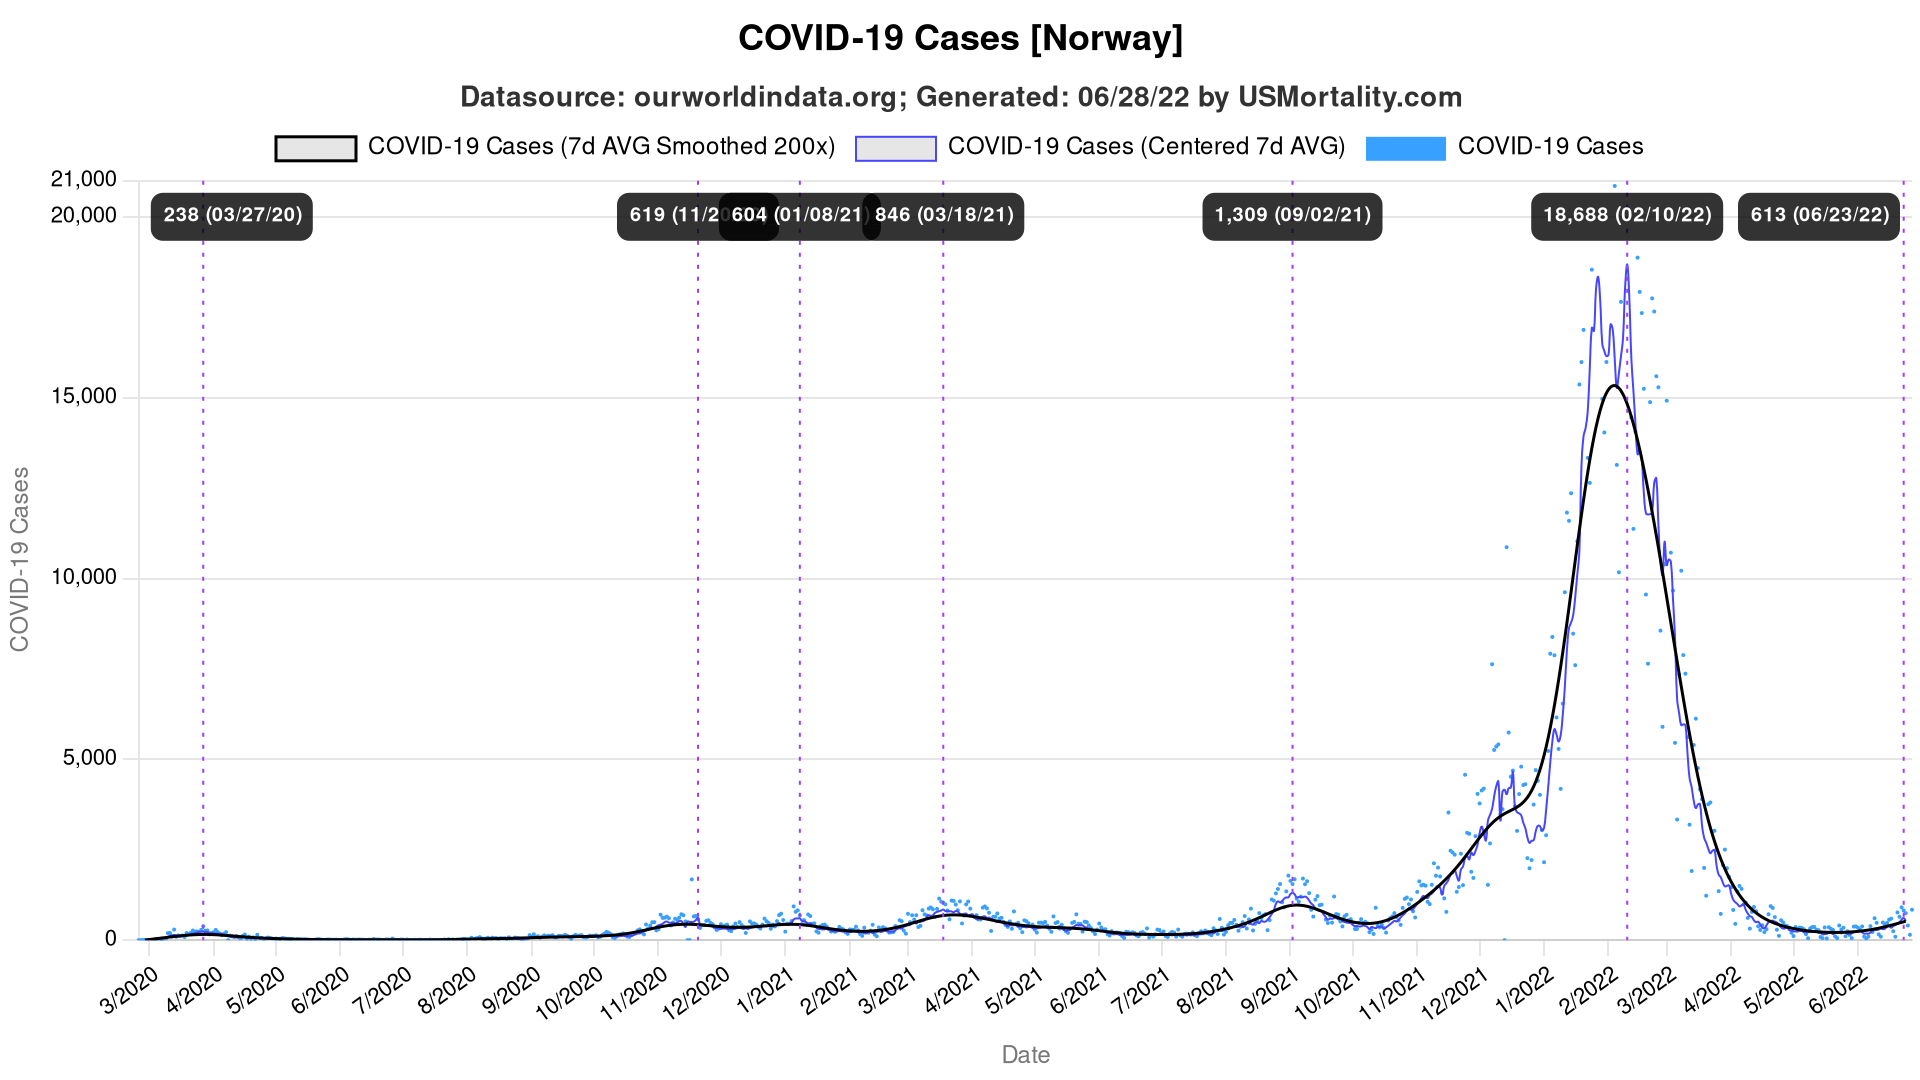 COVID-19 Cases [Norway]
Datasource: ourworldindata.org; Generated: 06/28/22 by USMortality.com
COVID-19 Cases (7d AVG Smoothed 200x) COVID-19 Cases (Centered 7d AVG) COVID-19 Cases
21,000
20,000
15,000
10,000
5,000
0
COVID-19 Cases
238 (03/27/20) 619 (11/20 604 (01/08/21) 846 (03/18/21) 1,309 (09/02/21) 18,688 (02/10/22) 613 (06/23/22)
3/2020 4/2020 5/2020 6/2020 7/2020 8/2020 9/2020 10/2020 11/2020 12/2020 1/2021 2/2021 3/2021 4/2021 5/2021 6/2021 7/2021 8/2021 9/2021 10/2021 11/2021 12/2021 1/2022 2/2022 3/2022 4/2022 5/2022 6/2022
Date